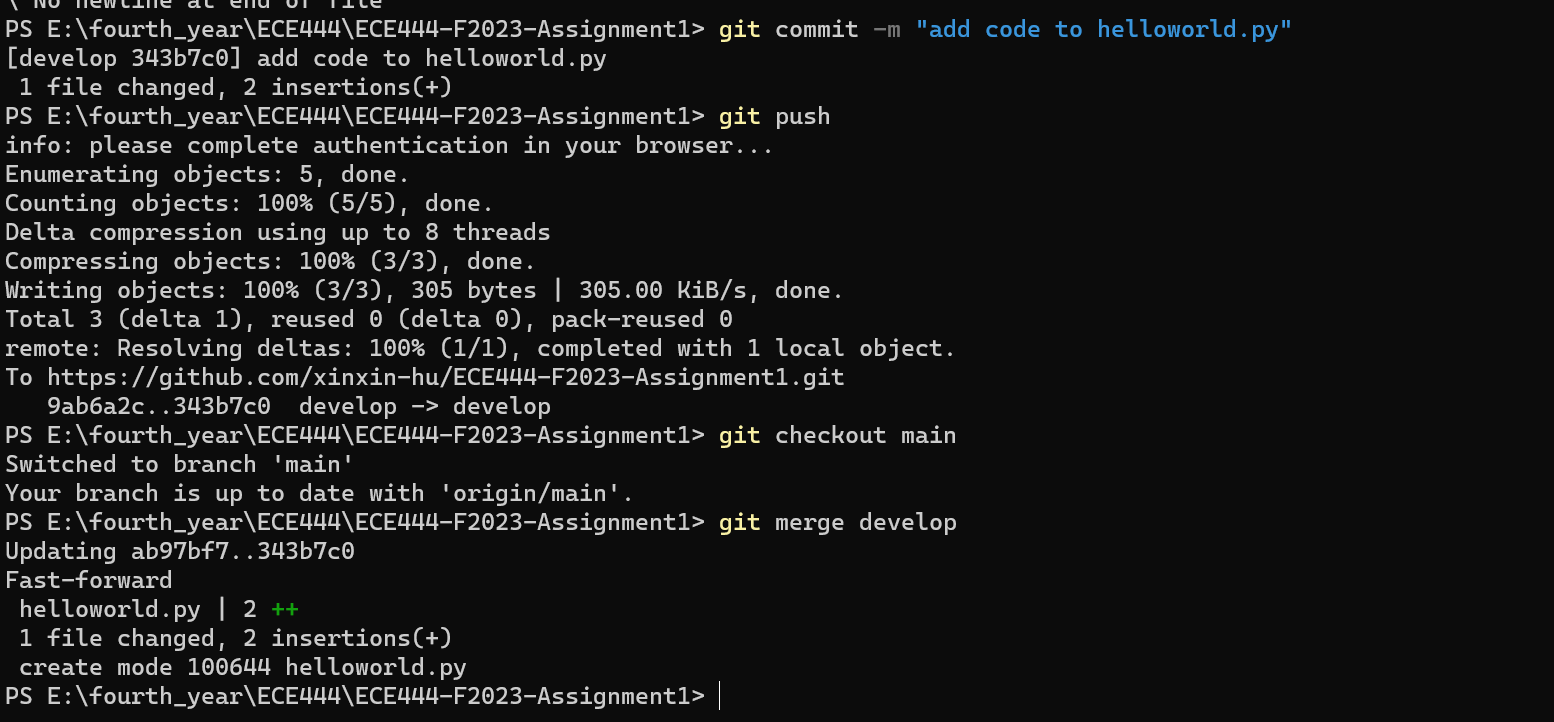 \ No newline at end of file
PS E:\fourth_year\ECE444\ECE444-F2023-Assignment1> git commit -m "add code to helloworld.py"
[develop 343b7c0] add code to helloworld.py
 1 file changed, 2 insertions(+)
PS E:\fourth_year\ECE444\ECE444-F2023-Assignment1> git push
info: please complete authentication in your browser...
Enumerating objects: 5, done.
Counting objects: 100% (5/5), done.
Delta compression using up to 8 threads
Compressing objects: 100% (3/3), done.
Writing objects: 100% (3/3), 305 bytes | 305.00 KiB/s, done.
Total 3 (delta 1), reused 0 (delta 0), pack-reused 0
remote: Resolving deltas: 100% (1/1), completed with 1 local object.
To https://github.com/xinxin-hu/ECE444-F2023-Assignment1.git
   9ab6a2c..343b7c0  develop -> develop
PS E:\fourth_year\ECE444\ECE444-F2023-Assignment1> git checkout main
Switched to branch 'main'
Your branch is up to date with 'origin/main'.
PS E:\fourth_year\ECE444\ECE444-F2023-Assignment1> git merge develop
Updating ab97bf7..343b7c0
Fast-forward
 helloworld.py | 2 ++
 1 file changed, 2 insertions(+)
 create mode 100644 helloworld.py
PS E:\fourth_year\ECE444\ECE444-F2023-Assignment1>